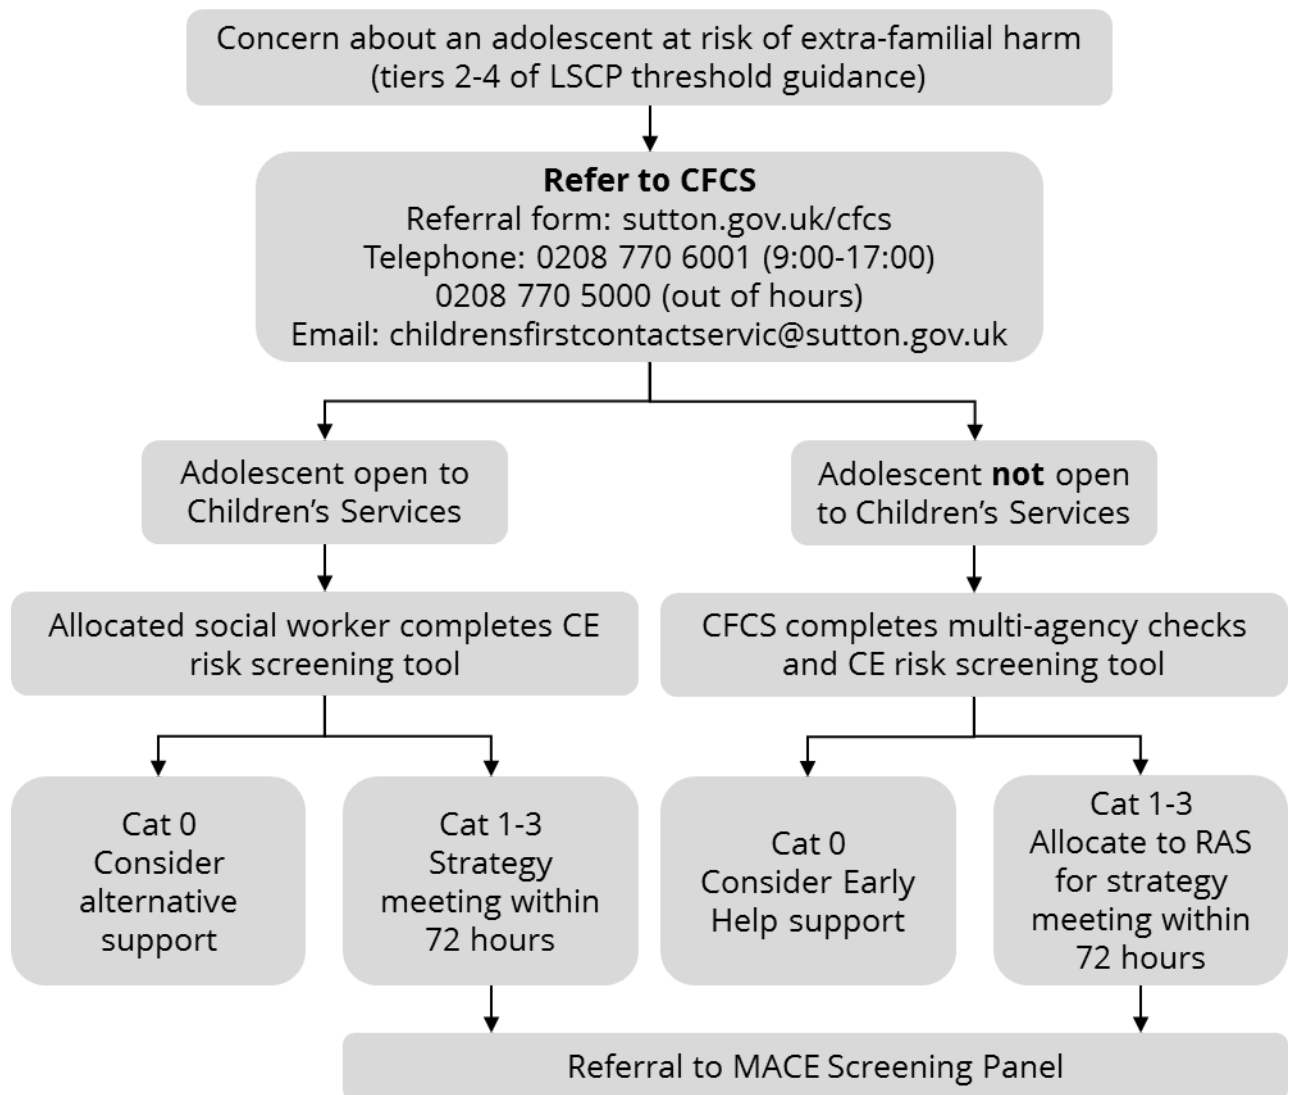 Concern about an adolescent at risk of extra-familial harm
(tiers 2-4 of LSCP threshold guidance)
Refer to CFCS
Referral form: sutton.gov.uk/cfcs
Telephone: 0208 770 6001 (9:00-17:00)
0208 770 5000 (out of hours)
Email: childrensfirstcontactservic@sutton.gov.uk
Adolescent open to
Children's Services
Adolescent not open
to Children's Services
Allocated social worker completes CE
risk screening tool
CFCS completes multi-agency checks
and CE risk screening tool
Cat 0
Consider
alternative
support
Cat 1-3
Strategy
meeting within
72 hours
Cat 0
Consider Early
Help support
Cat 1-3
Allocate to RAS
for strategy
meeting within
72 hours
Referral to MACE Screening Panel